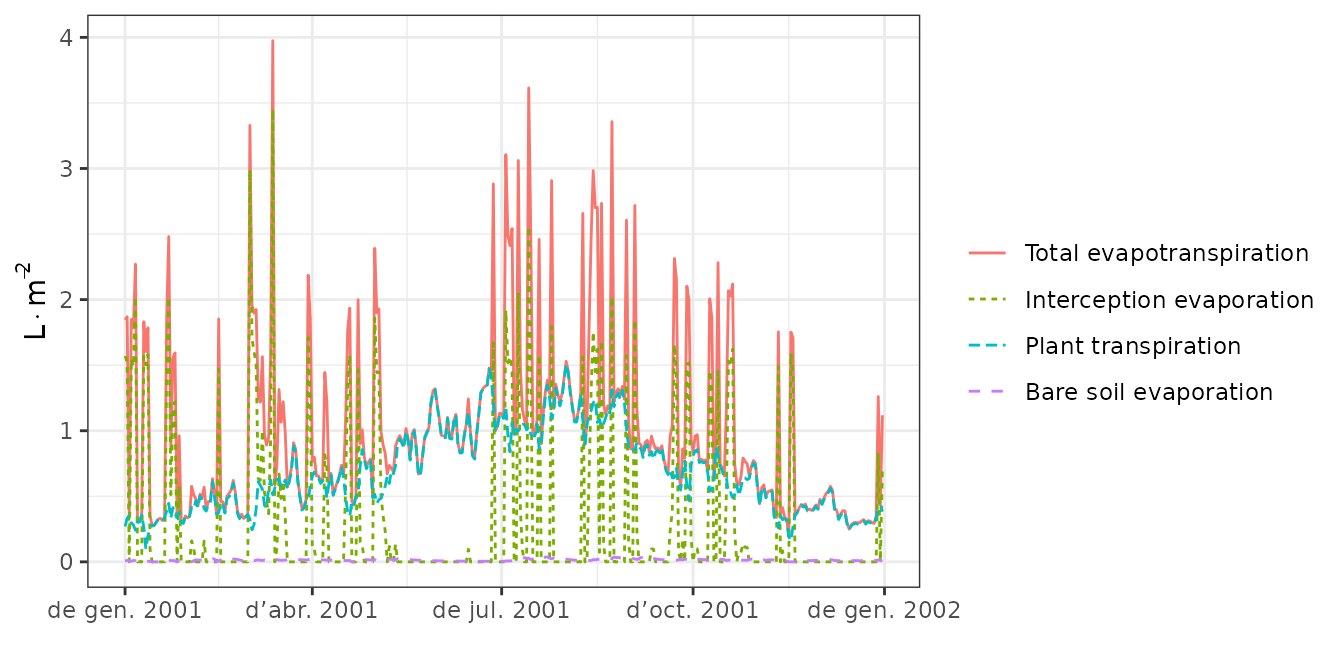 4
3
2
1
0
L · m⁻²
de gen. 2001
d’abr. 2001
de jul. 2001
d’oct. 2001
de gen. 2002
Total evapotranspiration
Interception evaporation
Plant transpiration
Bare soil evaporation